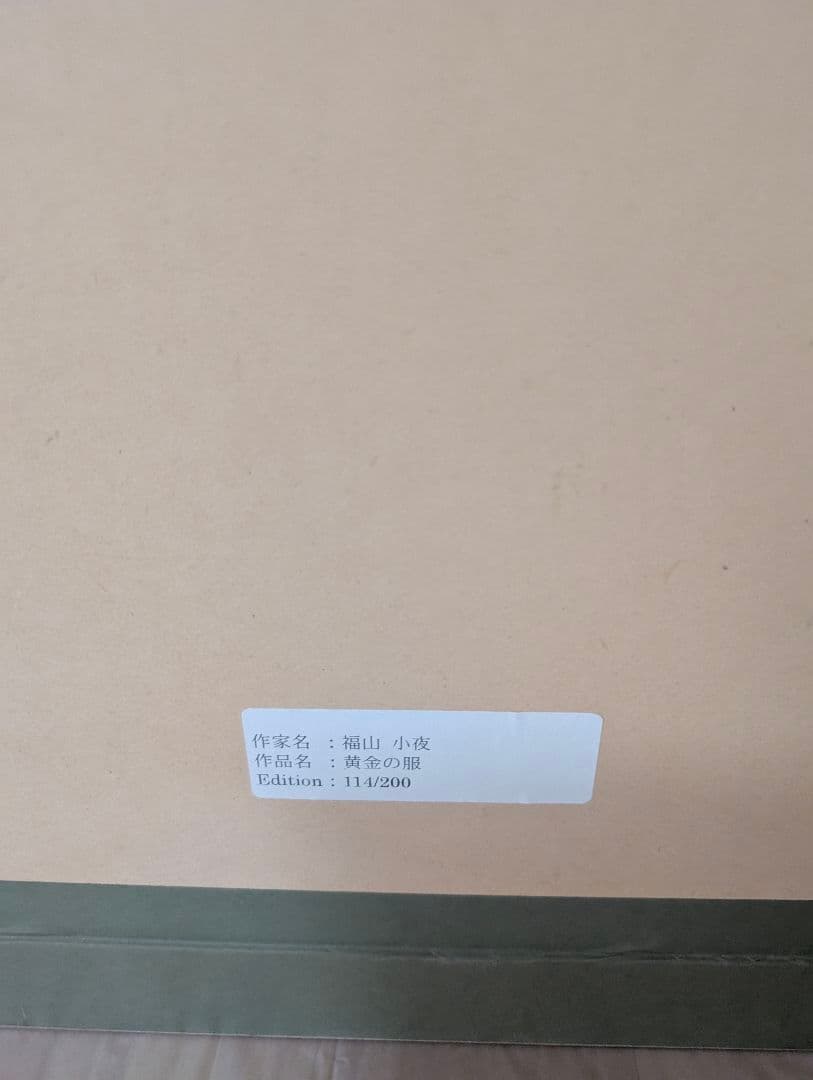 作家名 : 福山 小夜
作品名 : 黄金の服
Edition : 114/200